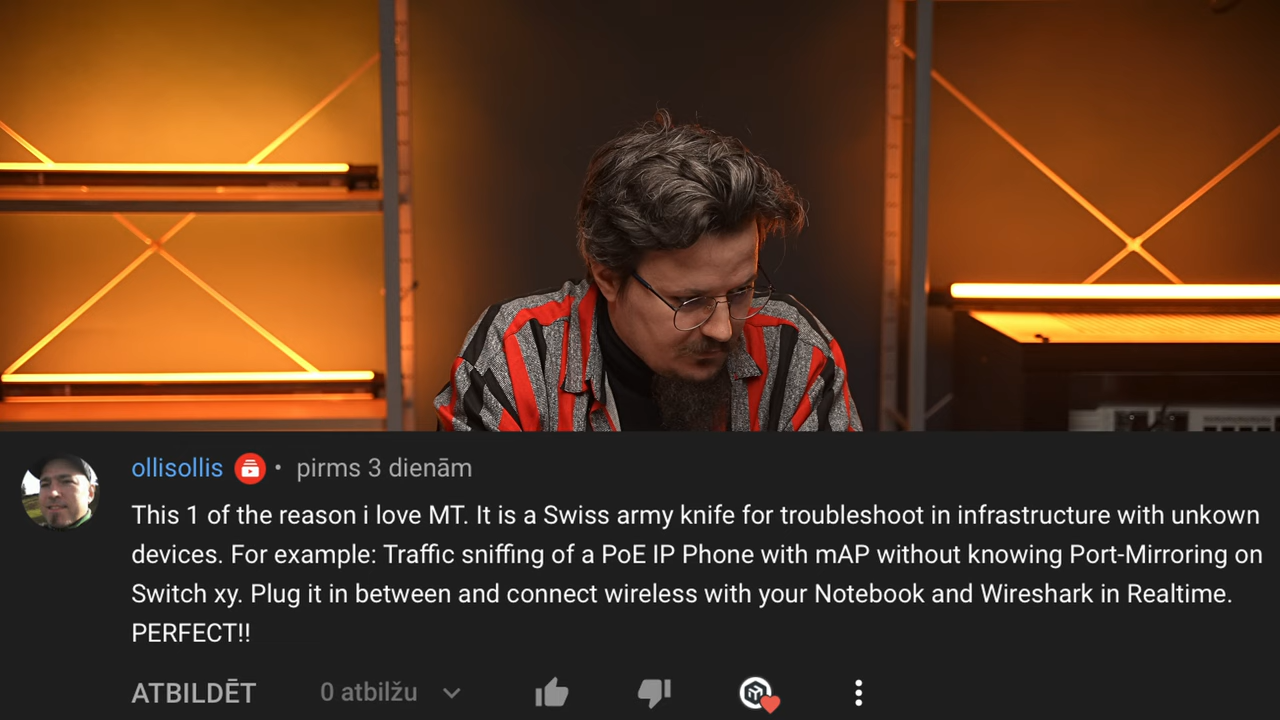 ollisollis • pirms 3 dienām
This 1 of the reason i love MT. It is a Swiss army knife for troubleshoot in infrastructure with unkown
devices. For example: Traffic sniffing of a PoE IP Phone with mAP without knowing Port-Mirroring on
Switch xy. Plug it in between and connect wireless with your Notebook and Wireshark in Realtime.
PERFECT!!
ATBILDĒT 0 atbilžu